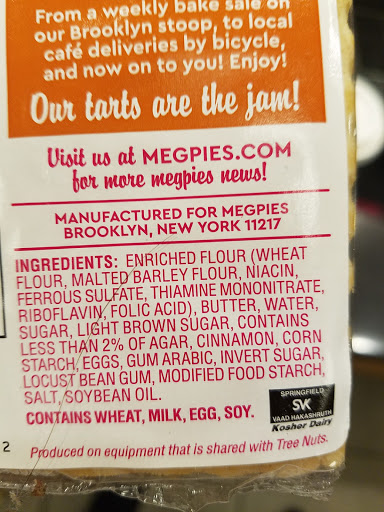 From a weekly bake sale on
our Brooklyn stoop, to local
café deliveries by bicycle,
and now on to you! Enjoy!
Our tarts are the jam!
Visit us at MEGPIES.COM
for more megpies news!
MANUFACTURED FOR MEGPIES
BROOKLYN, NEW YORK 11217
INGREDIENTS: ENRICHED FLOUR (WHEAT
FLOUR, MALTED BARLEY FLOUR, NIACIN,
FERROUS SULFATE, THIAMINE MONONITRATE,
RIBOFLAVIN, FOLIC ACID), BUTTER, WATER,
SUGAR, LIGHT BROWN SUGAR, CONTAINS
LESS THAN 2% OF AGAR, CINNAMON, CORN
STARCH, EGGS, GUM ARABIC, INVERT SUGAR,
LOCUST BEAN GUM, MODIFIED FOOD STARCH,
SALT, SOYBEAN OIL.
CONTAINS WHEAT, MILK, EGG, SOY.
SPRINGFIELD
SK
VAAD HAKASHRUTH
Kosher Dairy
2
Produced on equipment that is shared with Tree Nuts.